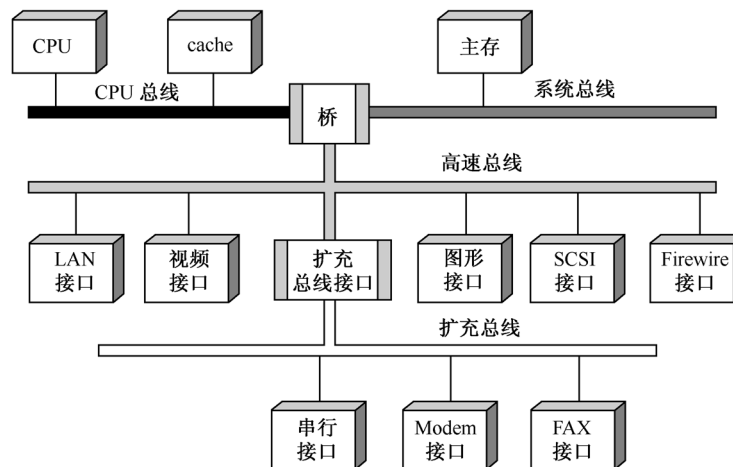 CPU
cache
主存
CPU 总线
桥
系统总线
高速总线
LAN
接口
视频
接口
扩充
总线接口
图形
接口
SCSI
接口
Firewire
接口
扩充总线
串行
接口
Modem
接口
FAX
接口